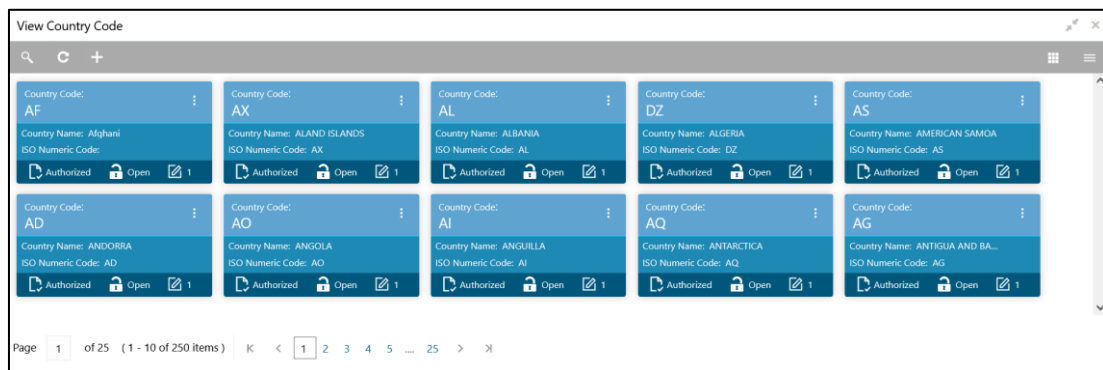 View Country Code
Country Code: Country Code: Country Code: Country Code: Country Code:
AF AX AL DZ AS
Country Name: Afghani Country Name: ALAND ISLANDS Country Name: ALBANIA Country Name: ALGERIA Country Name: AMERICAN SAMOA
ISO Numeric Code: ISO Numeric Code: AX ISO Numeric Code: AL ISO Numeric Code: DZ ISO Numeric Code: AS
Authorized Open 1 Authorized Open 1 Authorized Open 1 Authorized Open 1 Authorized Open 1
Country Code: Country Code: Country Code: Country Code: Country Code:
AD AO AI AQ AG
Country Name: ANDORRA Country Name: ANGOLA Country Name: ANGUILLA Country Name: ANTARCTICA Country Name: ANTIGUA AND BA...
ISO Numeric Code: AD ISO Numeric Code: AO ISO Numeric Code: AI ISO Numeric Code: AQ ISO Numeric Code: AG
Authorized Open 1 Authorized Open 1 Authorized Open 1 Authorized Open 1 Authorized Open 1
Page 1 of 25 (1 - 10 of 250 items) 1 2 3 4 5 ... 25